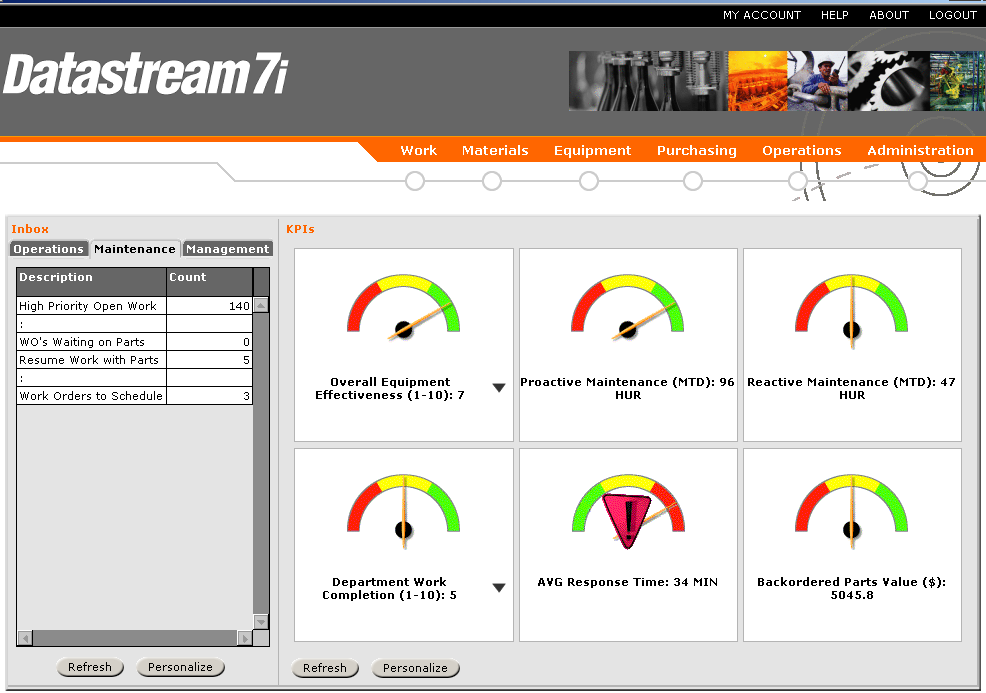 MY ACCOUNT HELP ABOUT LOGOUT
Datastream7i
Work Materials Equipment Purchasing Operations Administration
Inbox
Operations Maintenance Management
Description Count
High Priority Open Work 140
:
WO's Waiting on Parts 0
Resume Work with Parts 5
:
Work Orders to Schedule 3
Refresh Personalize
KPIs
Overall Equipment
Effectiveness (1-10): 7
Proactive Maintenance (MTD): 96
HUR
Reactive Maintenance (MTD): 47
HUR
Department Work
Completion (1-10): 5
!
AVG Response Time: 34 MIN
Backordered Parts Value ($):
5045.8
Refresh Personalize